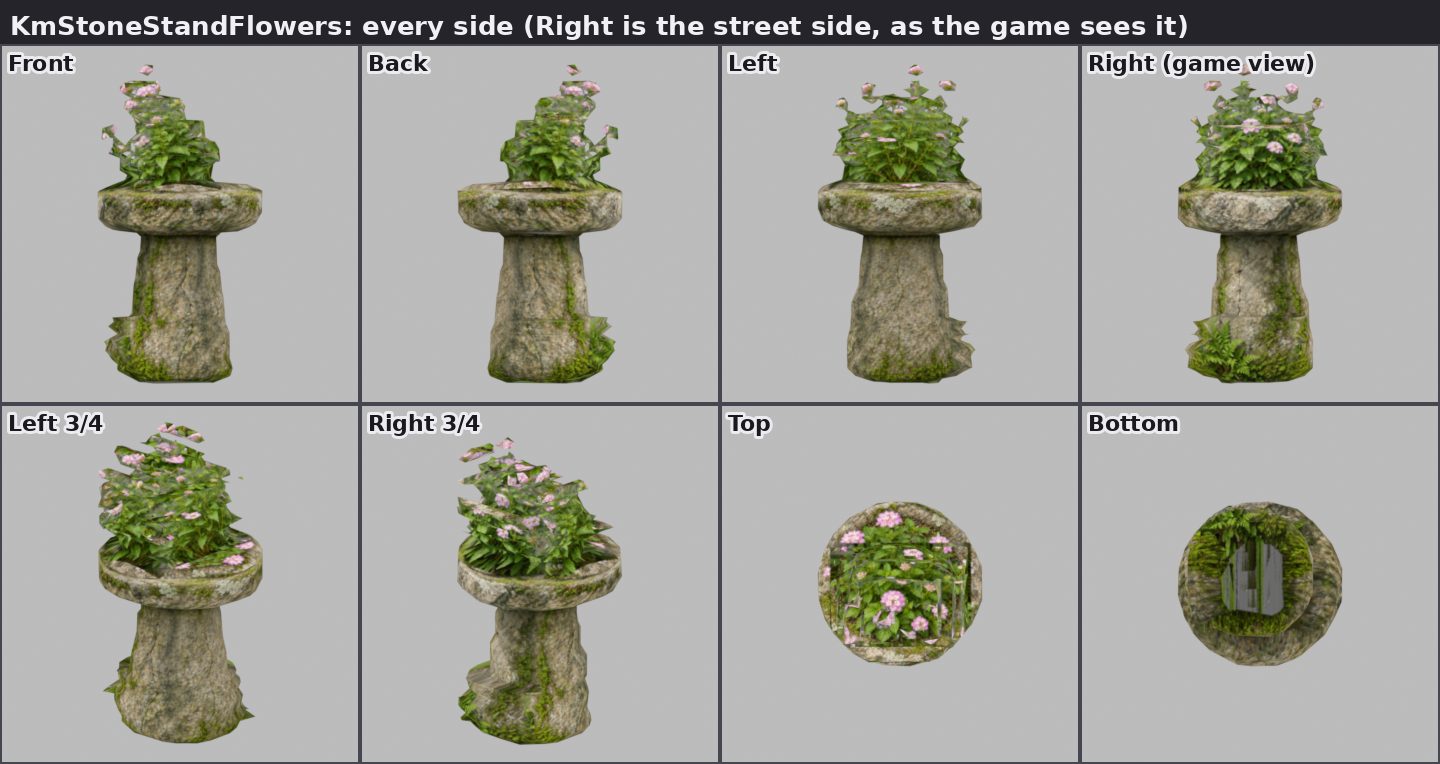 KmStoneStandFlowers: every side (Right is the street side, as the game sees it)
Front
Back
Left
Right (game view)
Left 3/4
Right 3/4
Top
Bottom